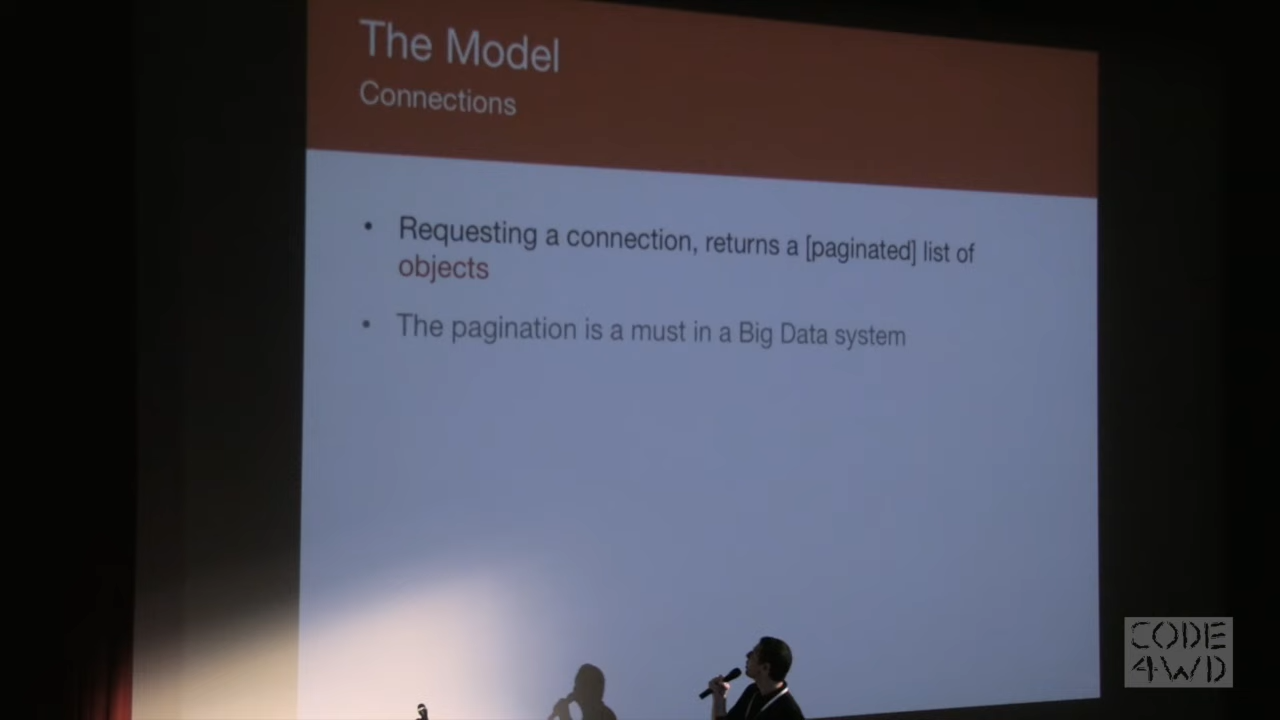 The Model
Connections
• Requesting a connection, returns a [paginated] list of
objects
• The pagination is a must in a Big Data system
CODE
4WD